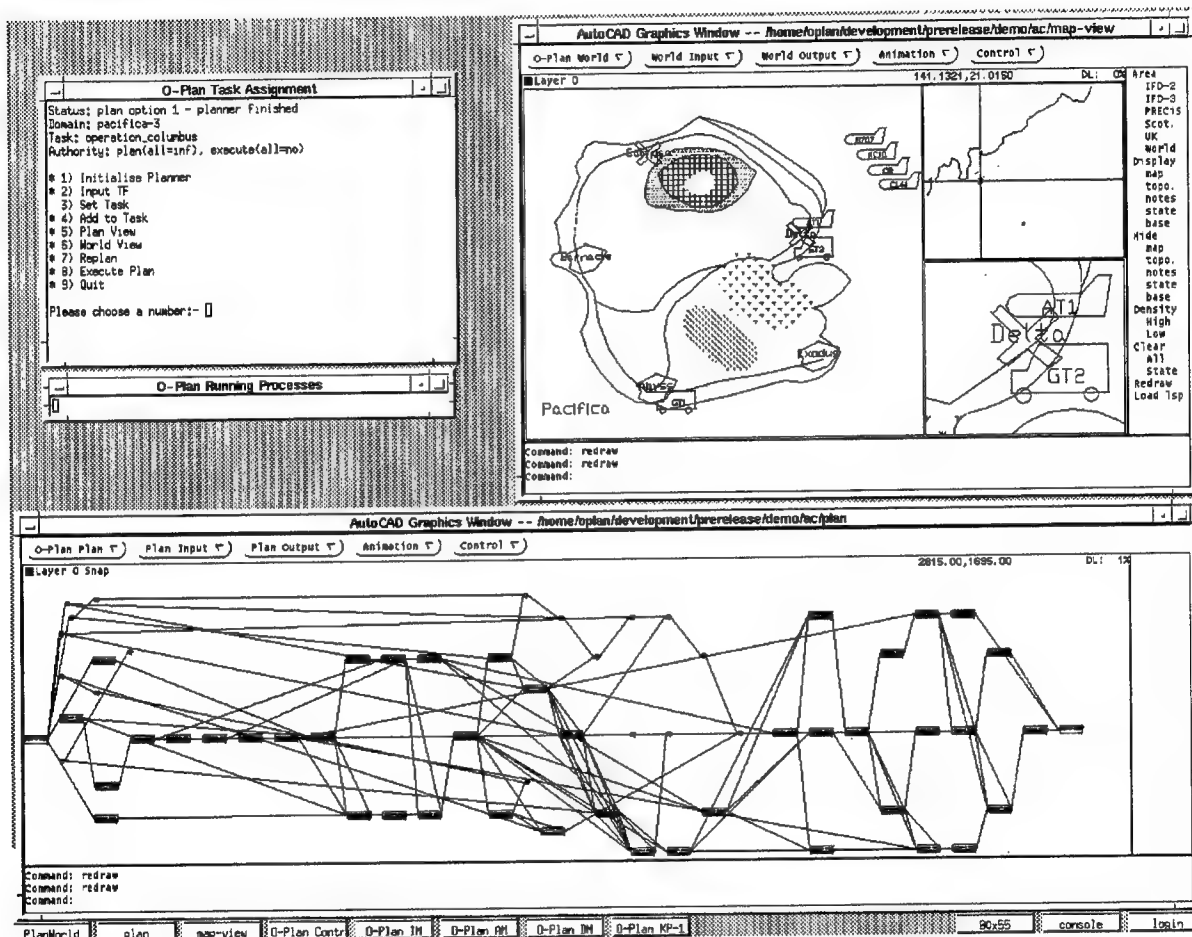 O-Plan Task Assignment
Status: plan option 1 - planner finished
Domain: pacifica-3
Task: operation_columbus
Authority: plan(all=inf), execute(all=no)
* 1) Initialise Planner
* 2) Input TF
3) Set Task
* 4) Add to Task
* 5) Plan View
* 6) World View
* 7) Replan
* 8) Execute Plan
* 9) Quit
Please choose a number:-
O-Plan Running Processes
AutoCAD Graphics Window -- /home/oplan/development/prerelease/demo/ac/map-view
O-Plan World
World Input
World Output
Animation
Control
Layer 0
141.1321,21.0150
DL: 0%
Barnacle
Delta
AT1
GT2
Abyss
GT1
Exodus
Pacifica
AT1
Delta
GT2
Area
IFD-2
IFD-3
PRECiS
Scot.
UK
World
Display
map
topo.
notes
state
base
Hide
map
topo.
notes
state
base
Density
High
Low
Clear
All
State
Redraw
Load lsp
Command: redraw
Command: redraw
Command:
AutoCAD Graphics Window -- /home/oplan/development/prerelease/demo/ac/plan
O-Plan Plan
Plan Input
Plan Output
Animation
Control
Layer 0 Snap
2815.00,1695.00
DL: 1%
Command: redraw
Command: redraw
Command:
PlanWorld
plan
map-view
O-Plan Contr
O-Plan IM
O-Plan AM
O-Plan DM
O-Plan KP-1
80x55
console
login